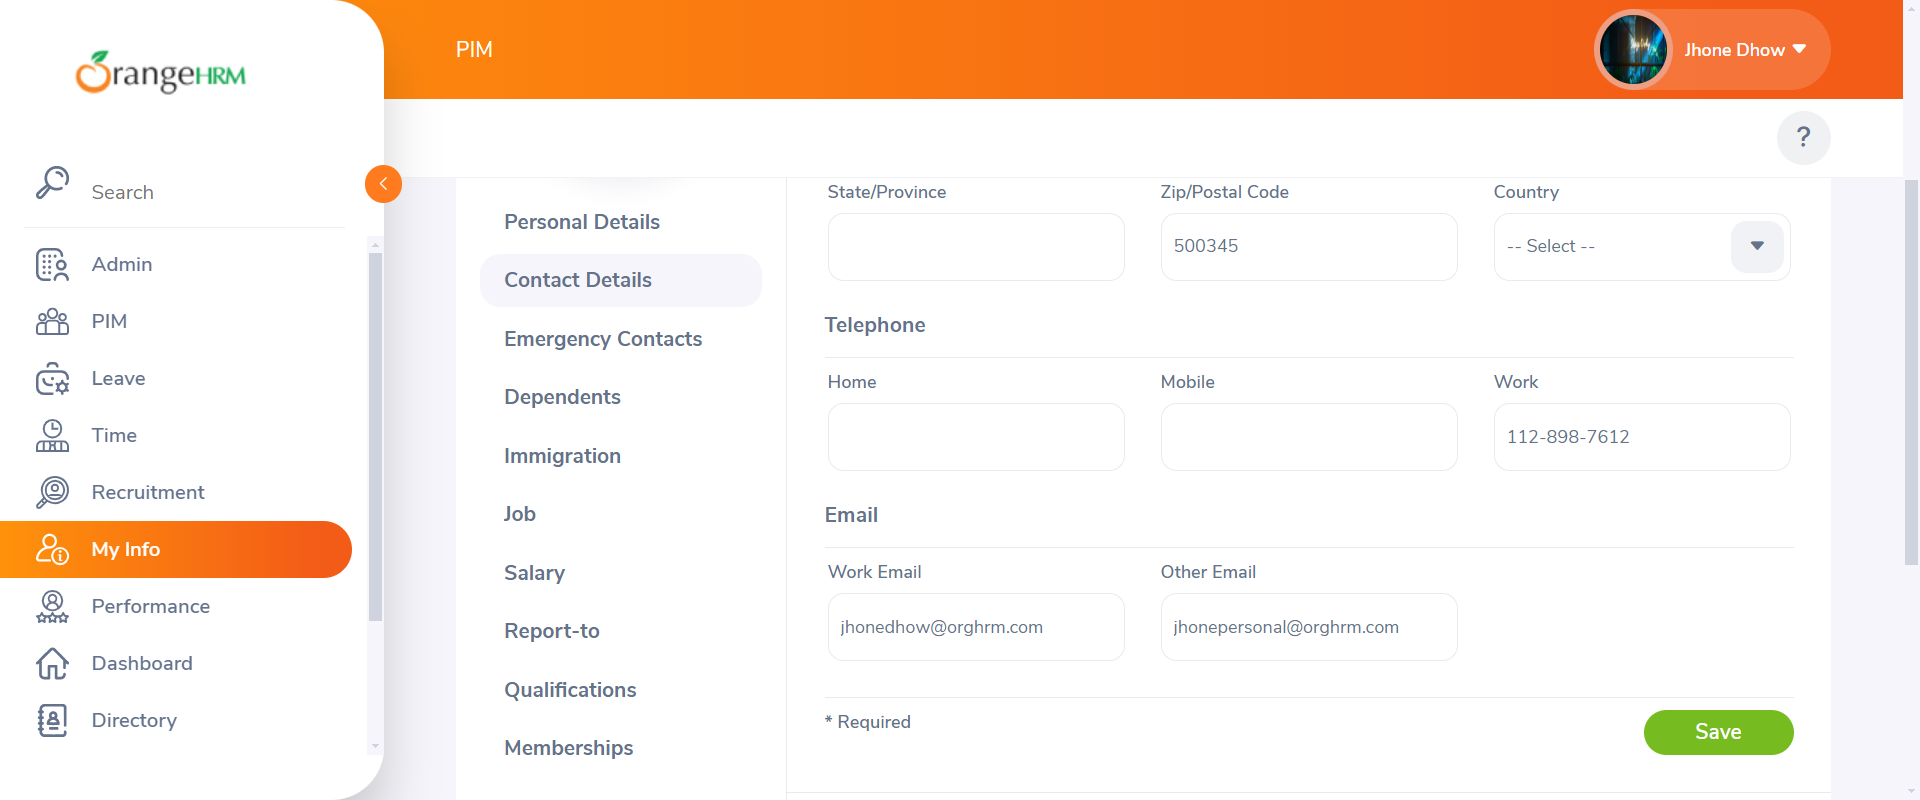 OrangeHRM
Search
Admin
PIM
Leave
Time
Recruitment
My Info
Performance
Dashboard
Directory
PIM
Jhone Dhow
?
Personal Details
Contact Details
Emergency Contacts
Dependents
Immigration
Job
Salary
Report-to
Qualifications
Memberships
State/Province Zip/Postal Code Country
500345 -- Select --
Telephone
Home Mobile Work
112-898-7612
Email
Work Email Other Email
jhonedhow@orghrm.com jhonepersonal@orghrm.com
* Required
Save